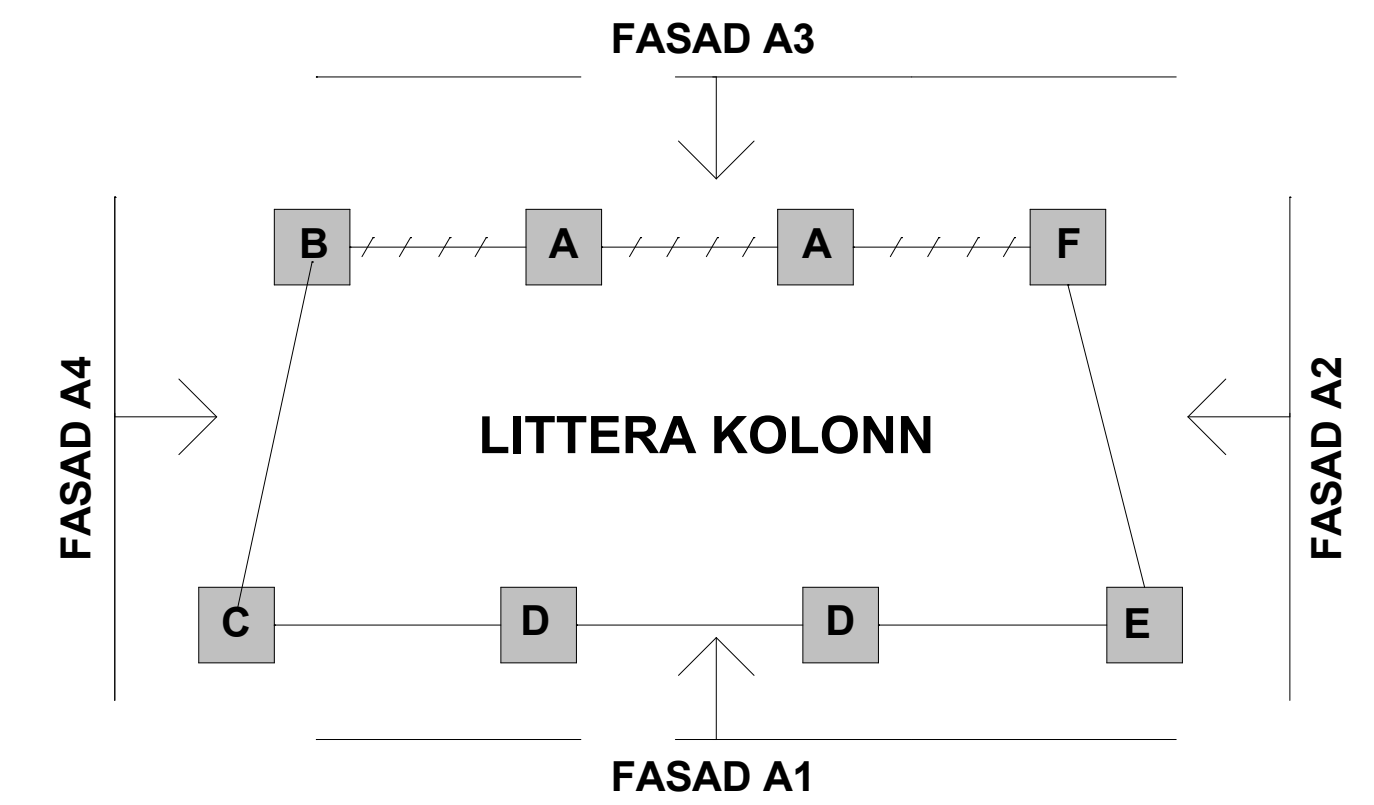 FASAD A3
B A A F
FASAD A4
LITTERA KOLONN
FASAD A2
C D D E
FASAD A1